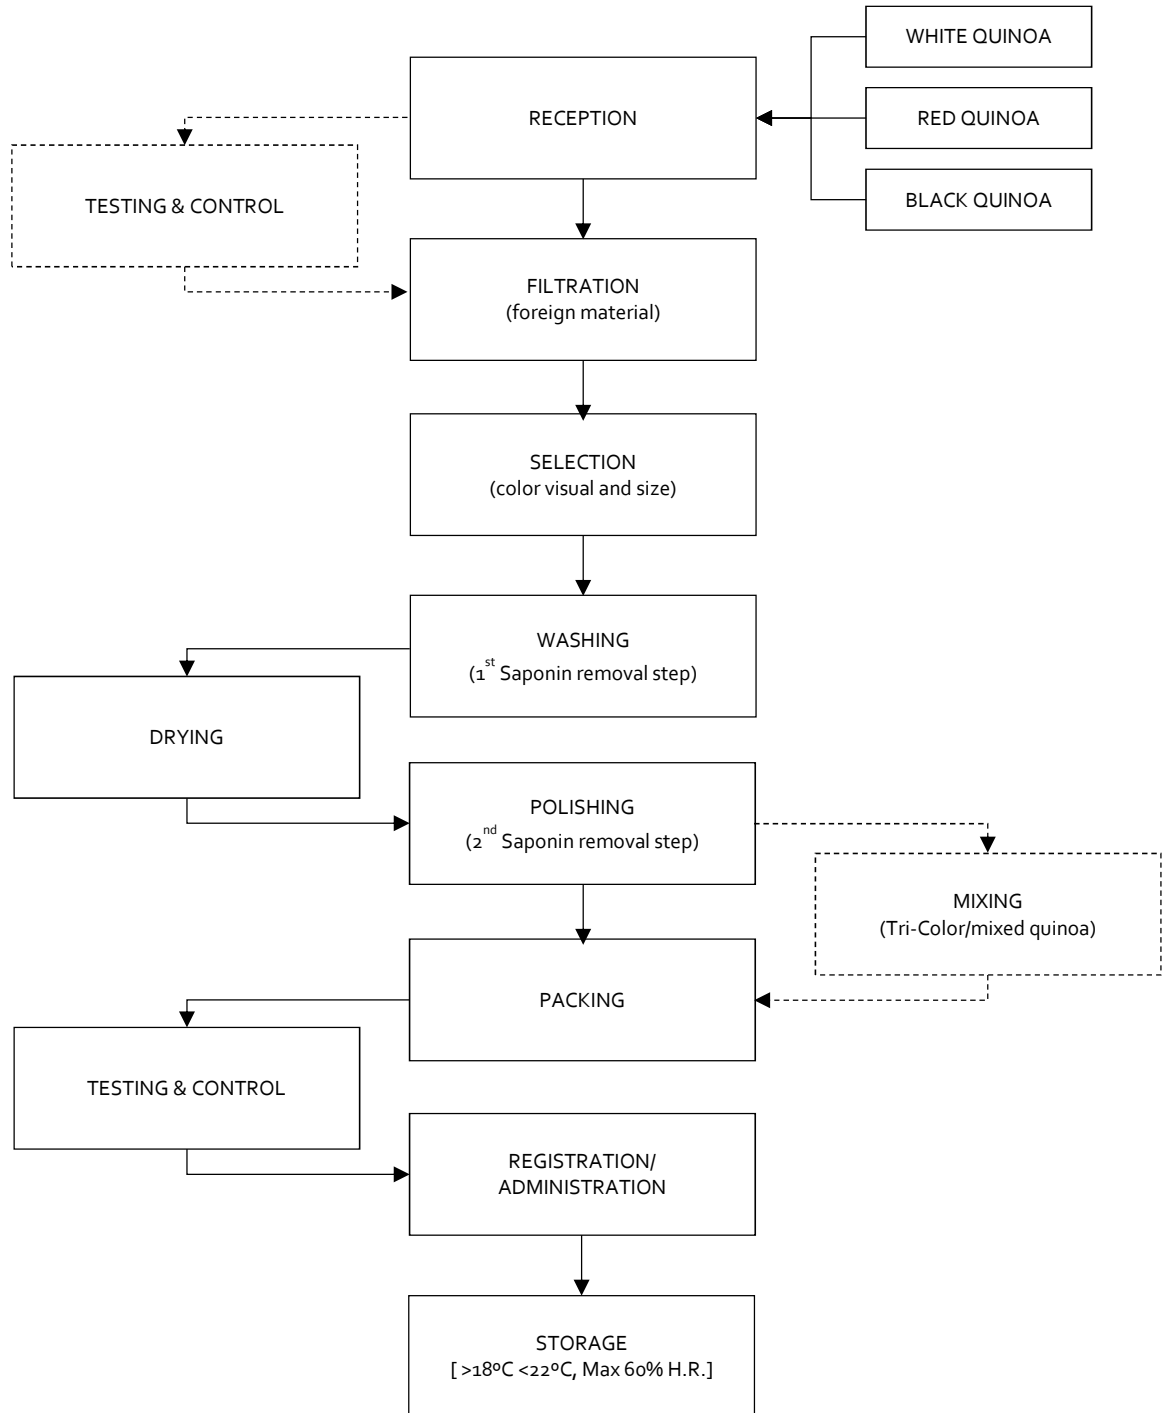 WHITE QUINOA
RECEPTION
RED QUINOA
TESTING & CONTROL
BLACK QUINOA
FILTRATION
(foreign material)
SELECTION
(color visual and size)
WASHING
(1st Saponin removal step)
DRYING
POLISHING
(2nd Saponin removal step)
MIXING
(Tri-Color/mixed quinoa)
PACKING
TESTING & CONTROL
REGISTRATION/
ADMINISTRATION
STORAGE
[ >18ºC <22ºC, Max 60% H.R.]